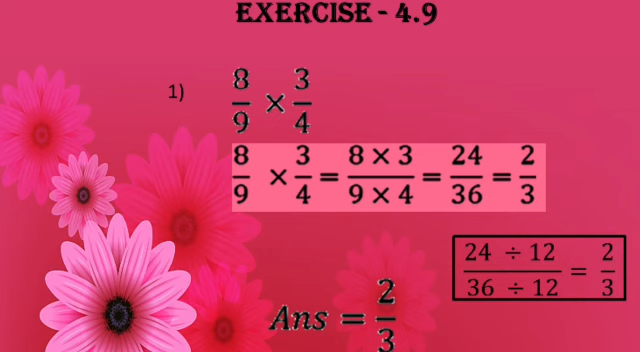 EXERCISE - 4.9
1) 8/9 × 3/4
8/9 × 3/4 = 8 × 3/9 × 4 = 24/36 = 2/3
24 ÷ 12/36 ÷ 12 = 2/3
Ans = 2/3